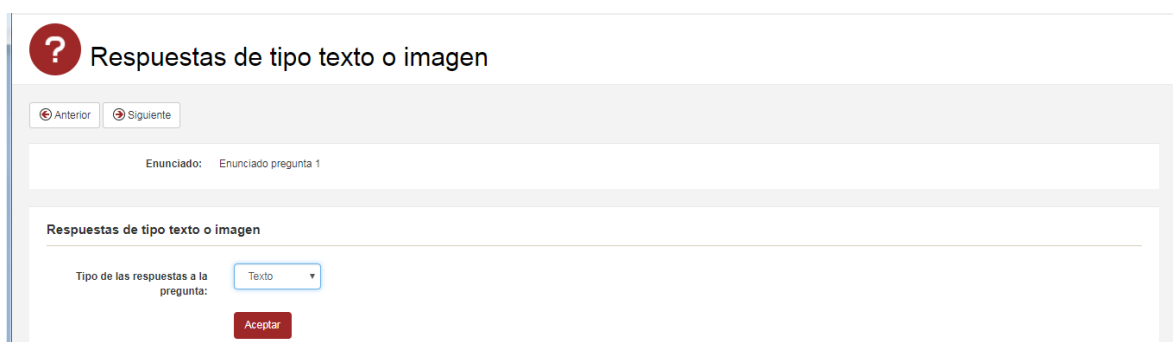 ?
Respuestas de tipo texto o imagen
Anterior Siguiente
Enunciado: Enunciado pregunta 1
Respuestas de tipo texto o imagen
Tipo de las respuestas a la
pregunta:
Texto
Aceptar